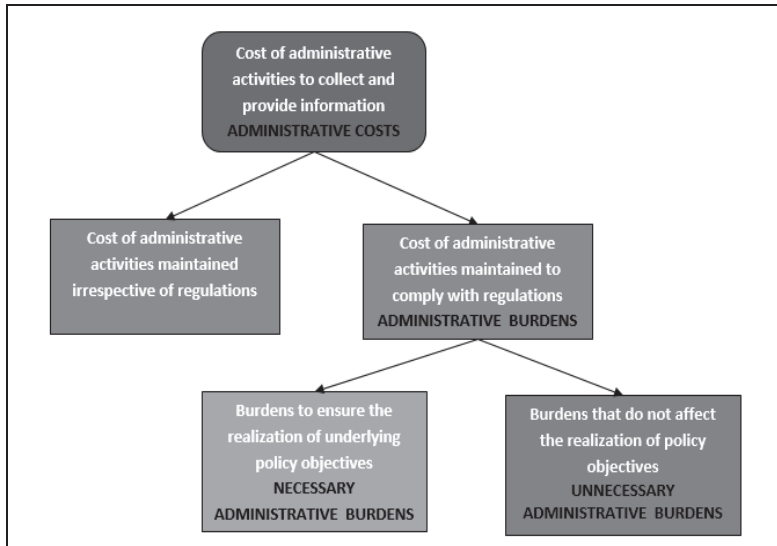 Cost of administrative
activities to collect and
provide information
ADMINISTRATIVE COSTS
Cost of administrative
activities maintained
irrespective of regulations
Cost of administrative
activities maintained to
comply with regulations
ADMINISTRATIVE BURDENS
Burdens to ensure the
realization of underlying
policy objectives
NECESSARY
ADMINISTRATIVE BURDENS
Burdens that do not affect
the realization of policy
objectives
UNNECESSARY
ADMINISTRATIVE BURDENS